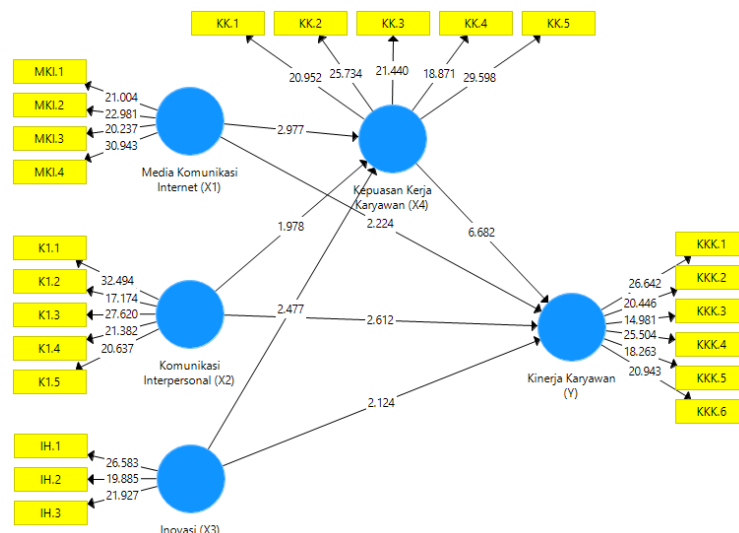 KK.1
KK.2
KK.3
KK.4
KK.5
20.952
25.734
21.440
18.871
29.598
MKI.1
MKI.2
MKI.3
MKI.4
21.004
22.981
20.237
30.943
Media Komunikasi
Internet (X1)
2.977
Kepuasan Kerja
Karyawan (X4)
2.224
1.978
6.682
K1.1
K1.2
K1.3
K1.4
K1.5
32.494
17.174
27.620
21.382
20.637
Komunikasi
Interpersonal (X2)
2.477
2.612
KKK.1
KKK.2
KKK.3
KKK.4
KKK.5
KKK.6
26.642
20.446
14.981
25.504
18.263
20.943
Kinerja Karyawan
(Y)
2.124
IH.1
IH.2
IH.3
26.583
19.885
21.927
Inovasi (X3)